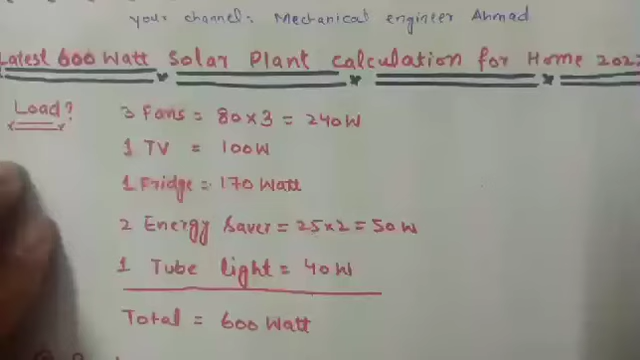 your channel: Mechanical engineer Ahmad
Latest 600 Watt Solar Plant Calculation for Home 202
Load?
3 Fans = 80x3 = 240W
1 TV = 100W
1 Fridge = 170 Watt
2 Energy Saver = 25x2 = 50W
1 Tube light = 40W
Total = 600 Watt